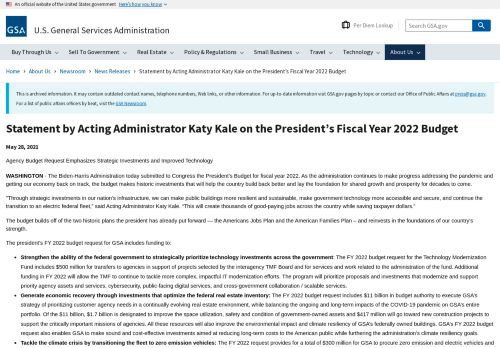 An official website of the United States government Here's how you know
GSA U.S. General Services Administration
Per Diem Lookup
Search GSA.gov
Buy Through Us
Sell To Government
Real Estate
Policy & Regulations
Small Business
Travel
Technology
About Us
Home › About Us › Newsroom › News Releases › Statement by Acting Administrator Katy Kale on the President's Fiscal Year 2022 Budget
This is archived information. It may contain outdated contact names, telephone numbers, Web links, or other information. For up-to-date information visit GSA.gov pages by topic or contact our Office of Public Affairs at press@gsa.gov.
For a list of public affairs officers by beat, visit the GSA Newsroom.
Statement by Acting Administrator Katy Kale on the President's Fiscal Year 2022 Budget
May 28, 2021
Agency Budget Request Emphasizes Strategic Investments and Improved Technology
WASHINGTON - The Biden-Harris Administration today submitted to Congress the President's Budget for fiscal year 2022. As the administration continues to make progress addressing the pandemic and
getting our economy back on track, the budget makes historic investments that will help the country build back better and lay the foundation for shared growth and prosperity for decades to come.
"Through strategic investments in our nation's infrastructure, we can make public buildings more resilient and sustainable, make government technology more accessible and secure, and continue the
transition to an electric federal fleet," said Acting Administrator Katy Kale. "This will create thousands of good-paying jobs across the country while saving taxpayer dollars."
The budget builds off of the two historic plans the president has already put forward — the Americans Jobs Plan and the American Families Plan – and reinvests in the foundations of our country's
strength.
The president's FY 2022 budget request for GSA includes funding to:
• Strengthen the ability of the federal government to strategically prioritize technology investments across the government: The FY 2022 budget request for the Technology Modernization
Fund includes $500 million for transfers to agencies in support of projects selected by the interagency TMF Board and for services and work related to the administration of the fund. Additional
funding in FY 2022 will allow the TMF to continue to tackle more complex, impactful IT modernization efforts. The program will prioritize proposals and investments that modernize and support
priority agency assets and services, cybersecurity, public-facing digital services, and cross-government collaboration / scalable services.
• Generate economic recovery through investments that optimize the federal real estate inventory: The FY 2022 budget request includes $11 billion in budget authority to execute GSA's
strategy of prioritizing customer agency needs in a continually evolving real estate environment, while balancing the ongoing and long-term impacts of the COVID-19 pandemic on GSA's entire
portfolio. Of the $11 billion, $1.7 billion is designated to improve the space utilization, safety and condition of government-owned assets and $417 million will go toward new construction projects to
support the critically important missions of agencies. All these resources will also improve the environmental impact and climate resiliency of GSA's federally owned buildings. GSA's FY 2022 budget
request also enables GSA to make sound and cost-effective investments aimed at reducing long-term costs to the American public while furthering the administration's climate resiliency goals.
• Tackle the climate crisis by transitioning the fleet to zero emission vehicles: The FY 2022 request provides for a total of $300 million for GSA to procure zero emission and electric vehicles and